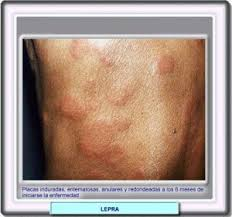 Placas induradas, eritematosas, anulares y redondeadas a los 6 meses de
iniciarse la enfermedad
LEPRA